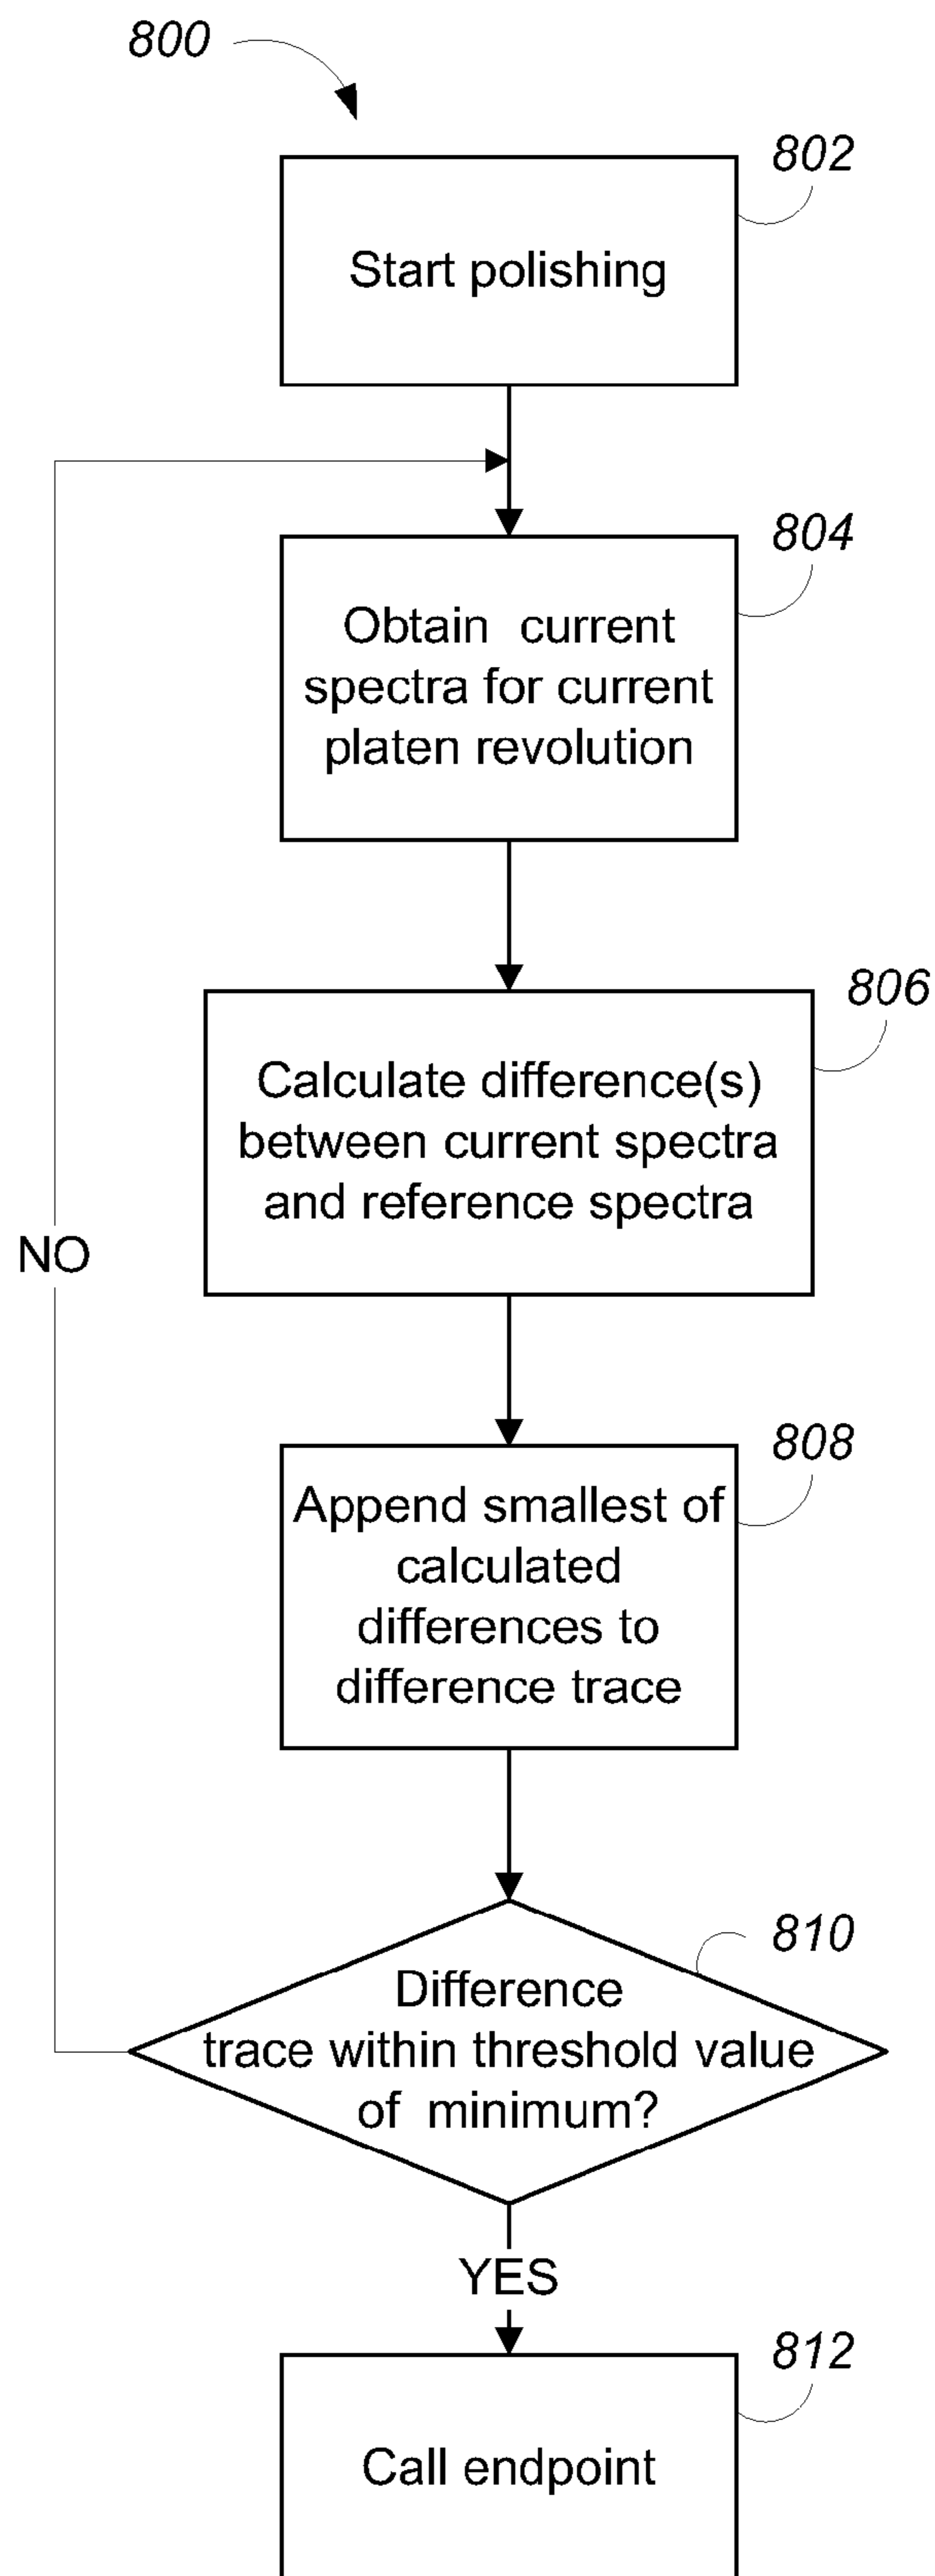 800
802
Start polishing
804
Obtain current
spectra for current
platen revolution
806
Calculate difference(s)
between current spectra
and reference spectra
NO
808
Append smallest of
calculated
differences to
difference trace
810
Difference
trace within threshold value
of minimum?
YES
812
Call endpoint